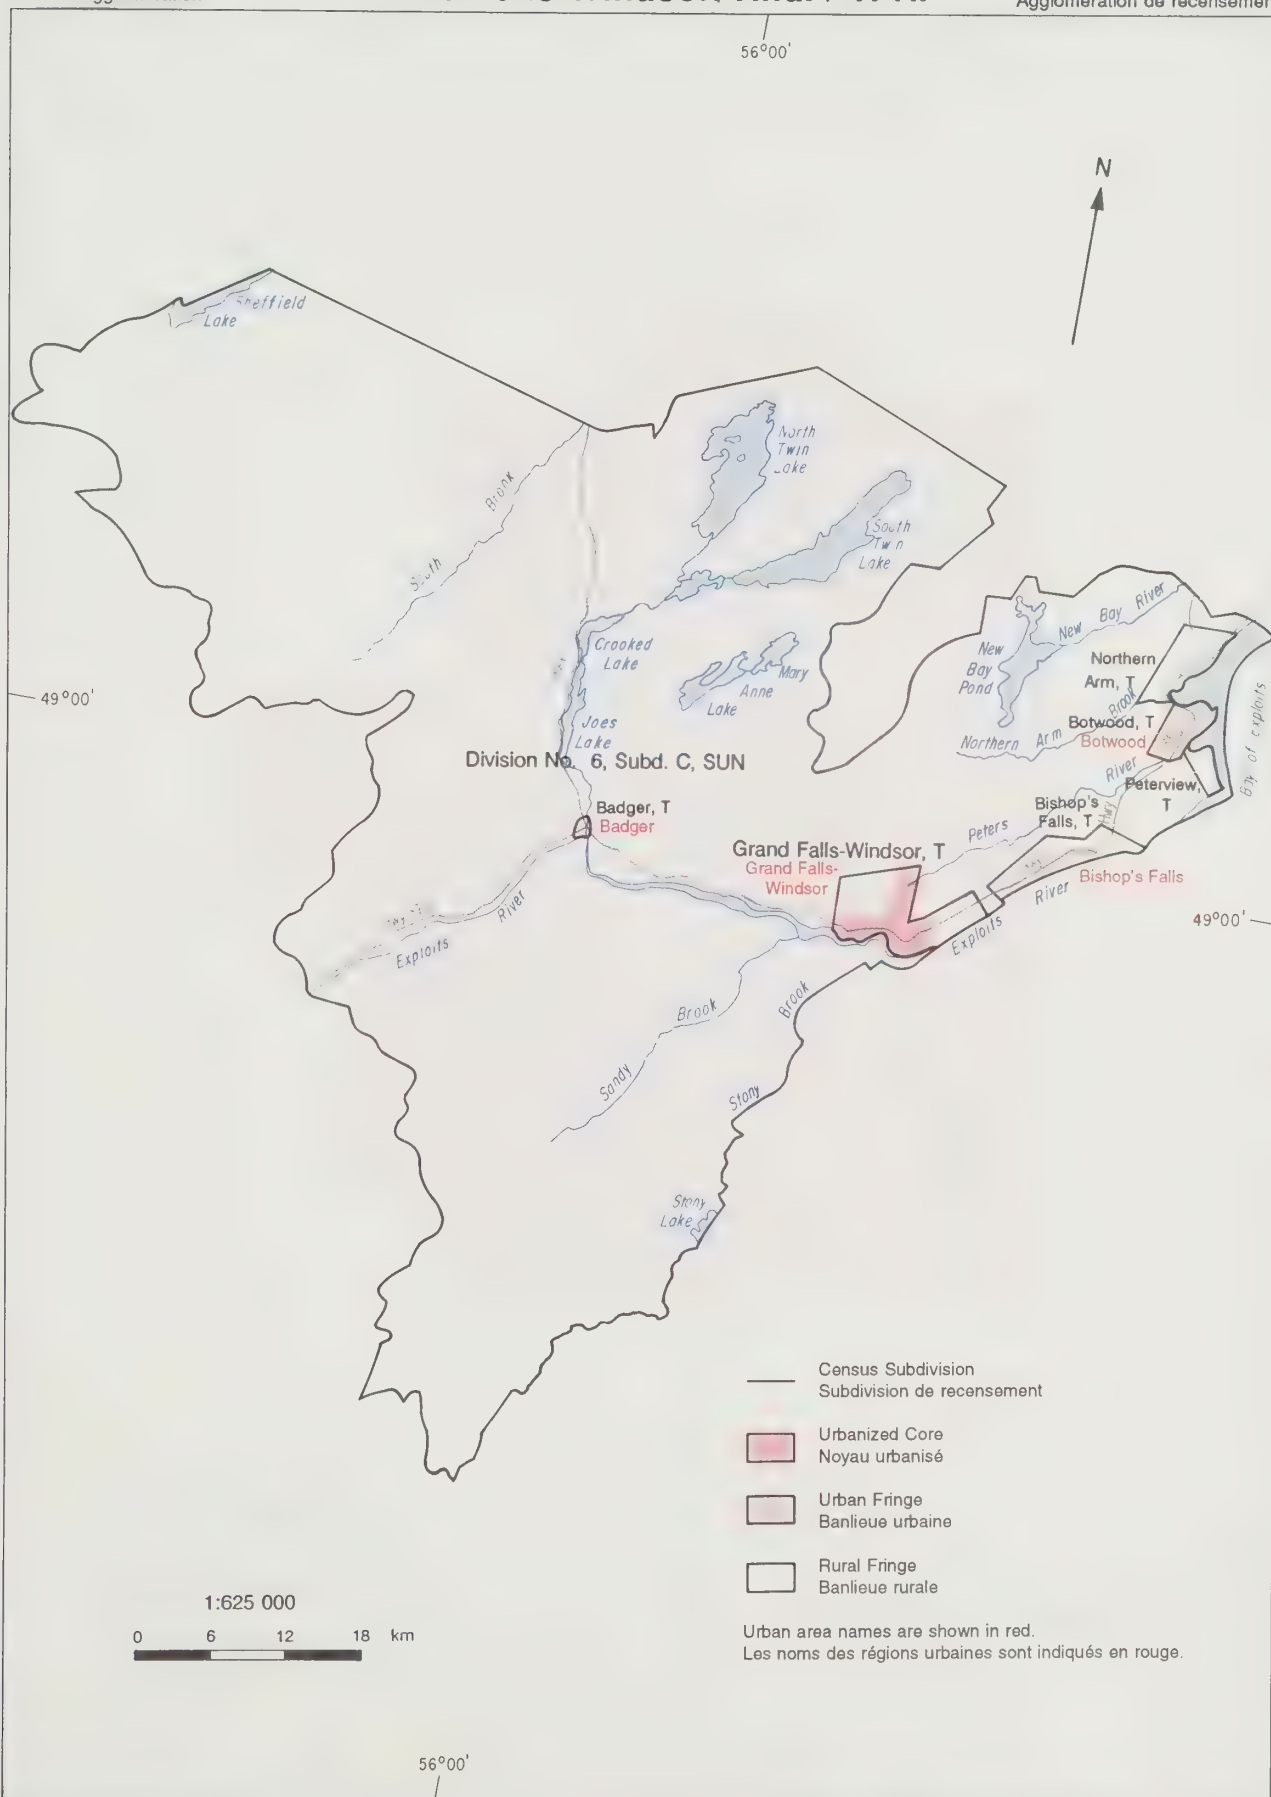 Agglomération de recensement
56°00'
N
Sheffield
Lake
North
Twin
Lake
South Brook
South
Twin
Lake
New Bay River
Crooked
Lake
New
Bay
Pond
Northern
Arm, T
Mary
Anne
Lake
49°00'
Joes
Lake
Botwood, T
Botwood
Northern Arm Brook
Bay of exploits
Division No. 6, Subd. C, SUN
River
Peterview,
T
Hwy
Badger, T
Badger
Bishop's
Falls, T
Peters
Grand Falls-Windsor, T
Grand Falls-
Windsor
Bishop's Falls
River
Exploits
49°00'
River
Exploits
Brook
Sandy
Brook
Stony
Stony
Lake
Census Subdivision
Subdivision de recensement
Urbanized Core
Noyau urbanisé
Urban Fringe
Banlieue urbaine
Rural Fringe
Banlieue rurale
1:625 000
0 6 12 18 km
Urban area names are shown in red.
Les noms des régions urbaines sont indiqués en rouge.
56°00'